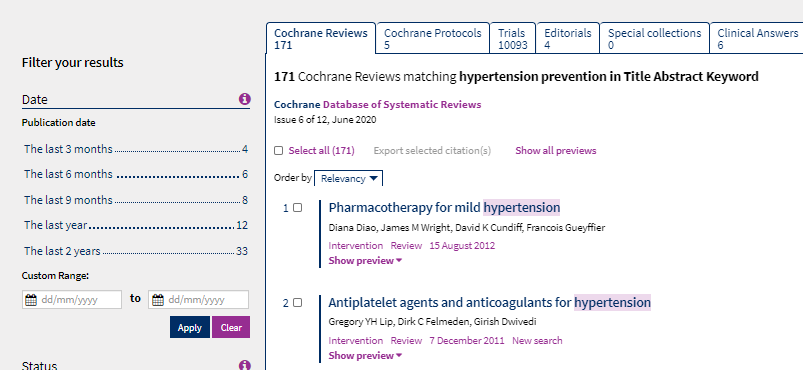 Cochrane Reviews
171
Cochrane Protocols
5
Trials
10093
Editorials
4
Special collections
0
Clinical Answers
6
Filter your results
Date
Publication date
The last 3 months 4
The last 6 months 6
The last 9 months 8
The last year 12
The last 2 years 33
Custom Range:
dd/mm/yyyy to dd/mm/yyyy
Apply Clear
Status
171 Cochrane Reviews matching hypertension prevention in Title Abstract Keyword
Cochrane Database of Systematic Reviews
Issue 6 of 12, June 2020
Select all (171) Export selected citation(s) Show all previews
Order by Relevancy
1 Pharmacotherapy for mild hypertension
Diana Diao, James M Wright, David K Cundiff, Francois Gueyffier
Intervention Review 15 August 2012
Show preview
2 Antiplatelet agents and anticoagulants for hypertension
Gregory YH Lip, Dirk C Felmeden, Girish Dwivedi
Intervention Review 7 December 2011 New search
Show preview